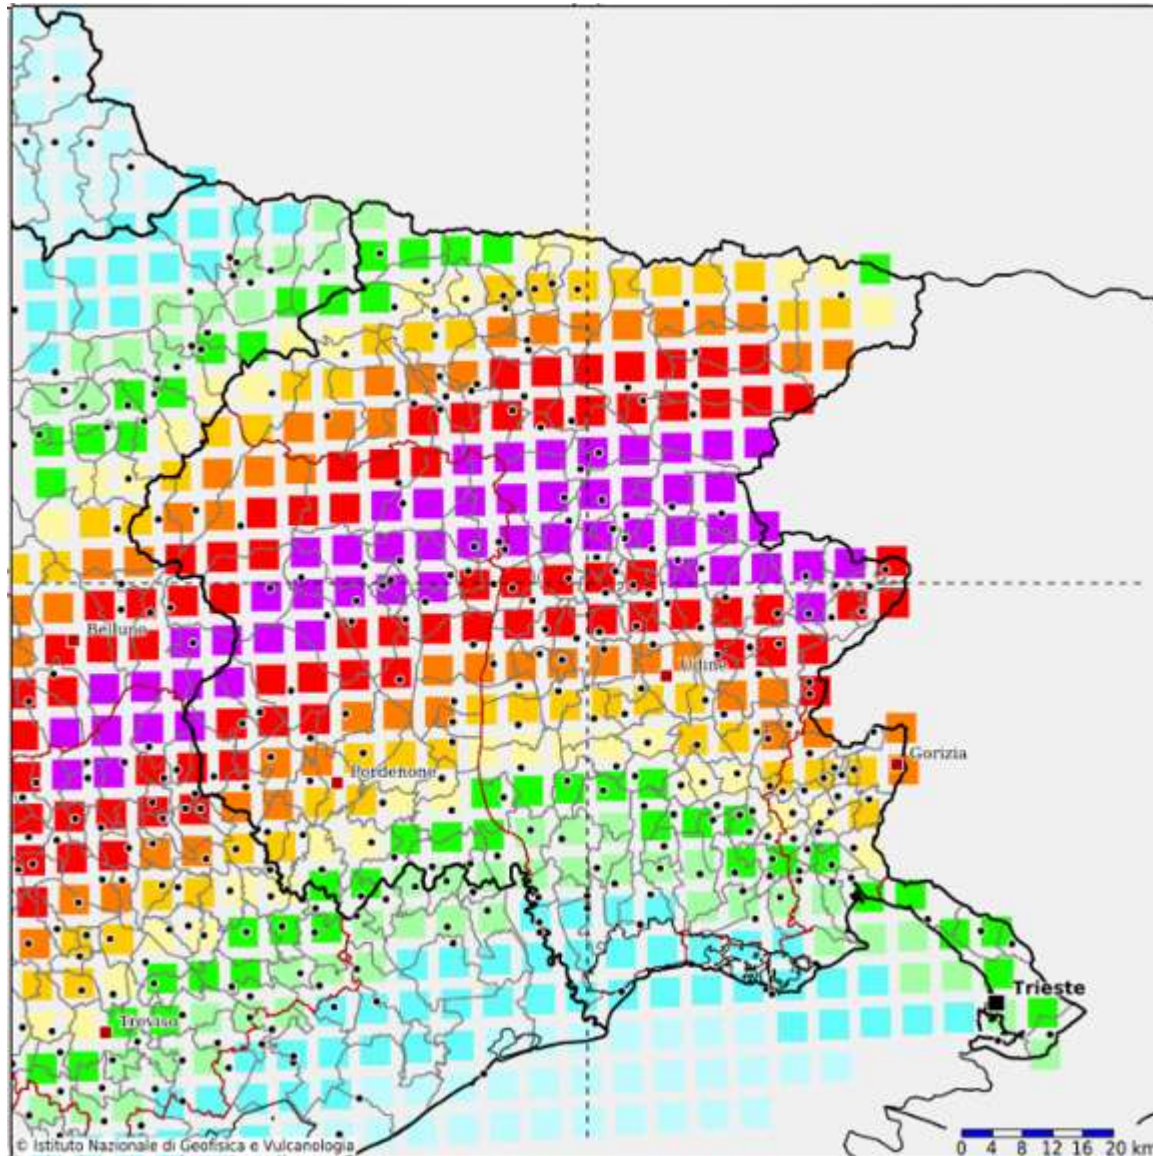 Belluno
Udine
Gorizia
Pordenone
Trieste
Treviso
© Istituto Nazionale di Geofisica e Vulcanologia
0 4 8 12 16 20 km